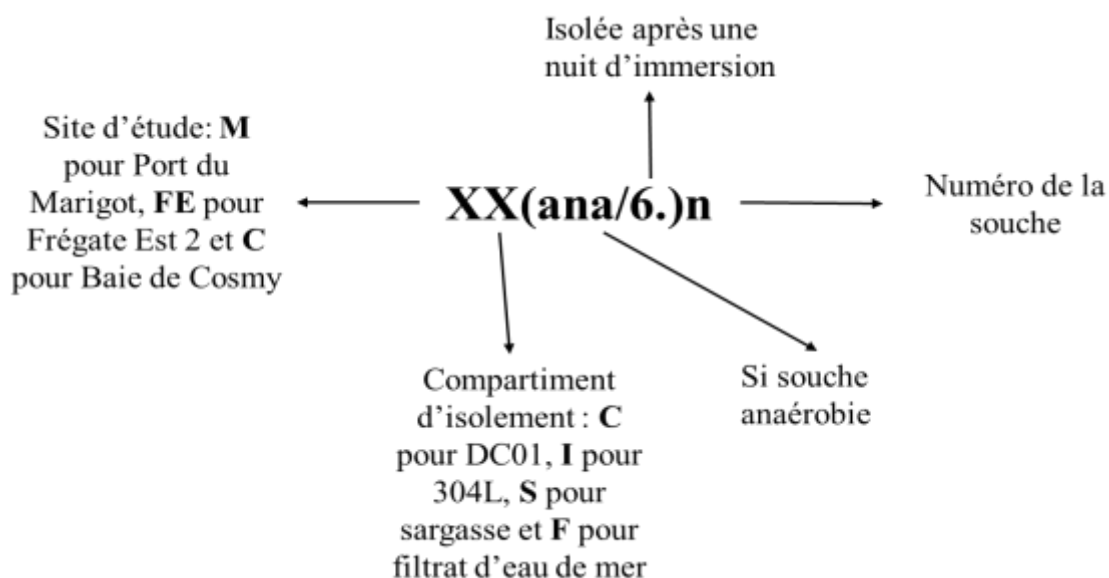 Isolée après une
nuit d'immersion
Site d'étude: M
pour Port du
Marigot, FE pour
Frégate Est 2 et C
pour Baie de Cosmy
XX(ana/6.)n
Numéro de la
souche
Compartiment
d'isolement : C
pour DC01, I pour
304L, S pour
sargasse et F pour
filtrat d'eau de mer
Si souche
anaérobie